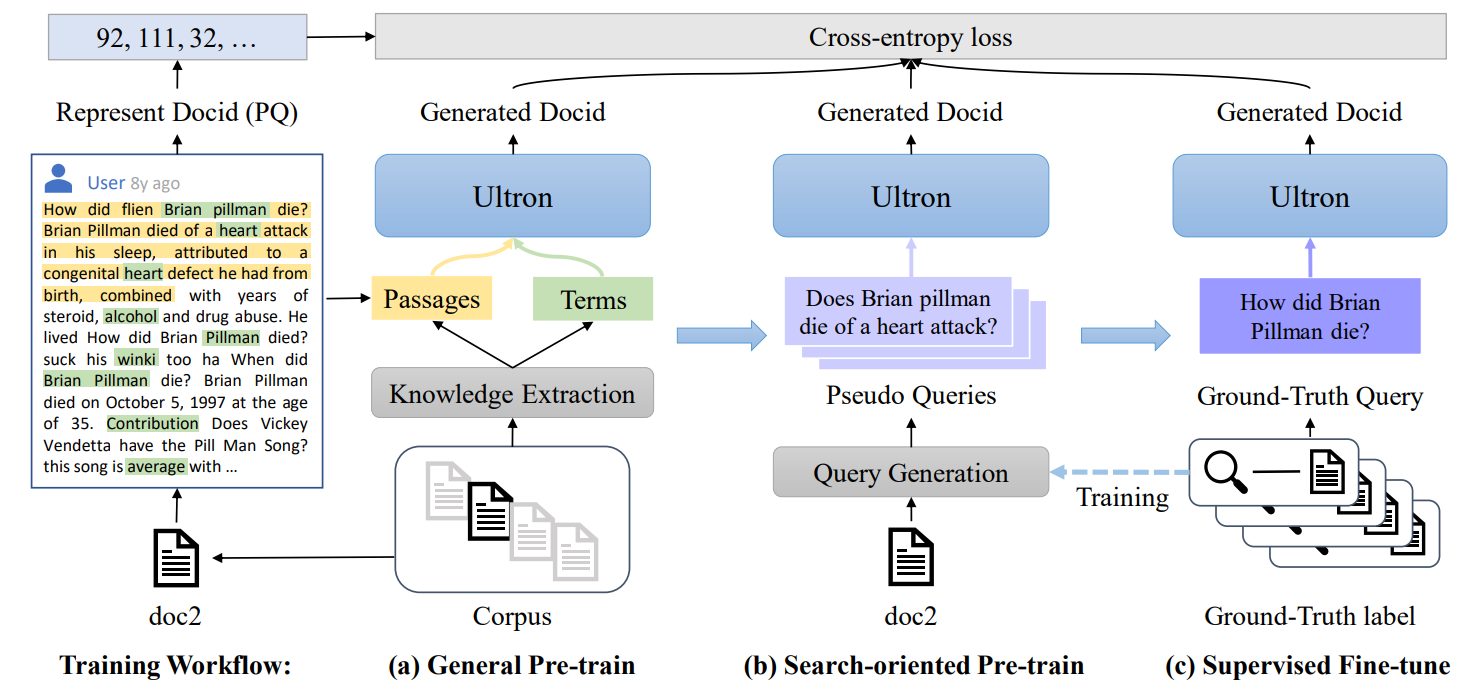 92, 111, 32, …
Cross-entropy loss
Represent Docid (PQ)
Generated Docid
Generated Docid
Generated Docid
User 8y ago
How did flien Brian pillman die?
Brian Pillman died of a heart attack
in his sleep, attributed to a
congenital heart defect he had from
birth, combined with years of
steroid, alcohol and drug abuse. He
lived How did Brian Pillman died?
suck his winki too ha When did
Brian Pillman die? Brian Pillman
died on October 5, 1997 at the age
of 35. Contribution Does Vickey
Vendetta have the Pill Man Song?
this song is average with …
Ultron
Ultron
Ultron
Passages
Terms
Does Brian pillman
die of a heart attack?
How did Brian
Pillman die?
Knowledge Extraction
Pseudo Queries
Ground-Truth Query
Query Generation
Training
doc2
Corpus
doc2
Ground-Truth label
Training Workflow:
(a) General Pre-train
(b) Search-oriented Pre-train
(c) Supervised Fine-tune